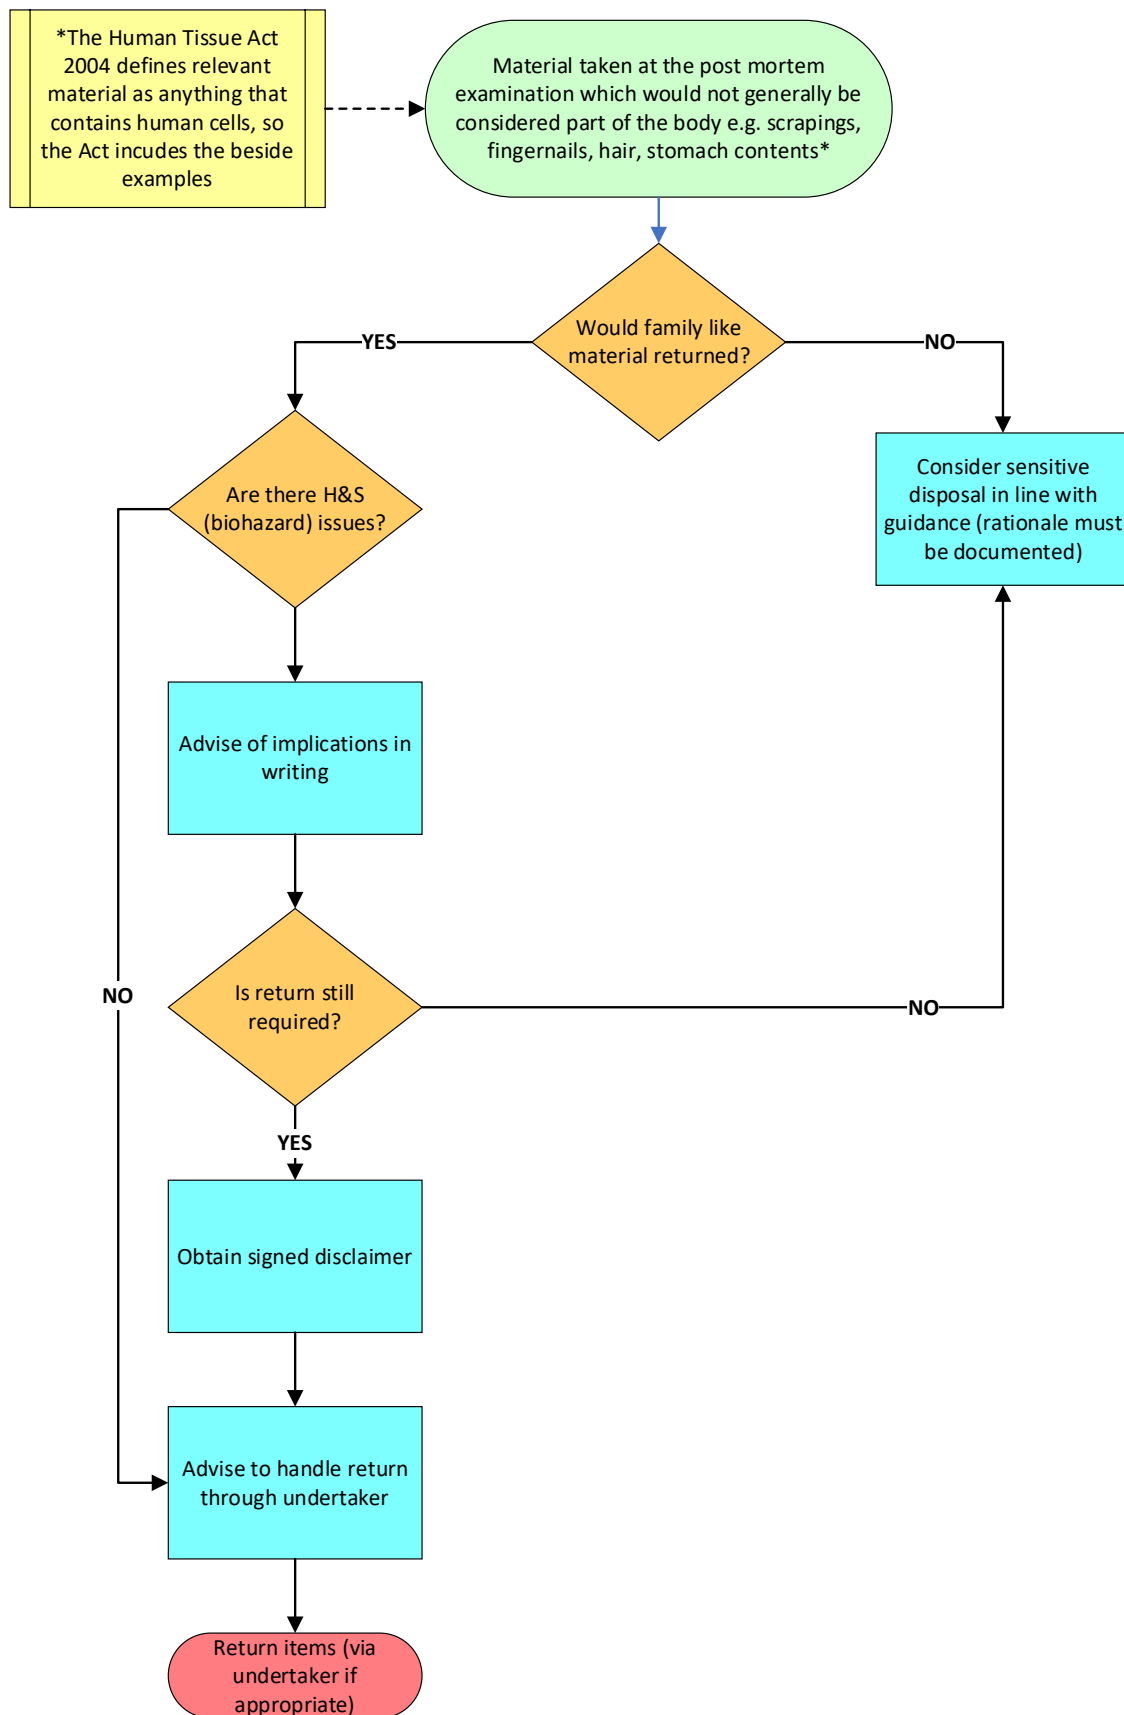 *The Human Tissue Act
2004 defines relevant
material as anything that
contains human cells, so
the Act incudes the beside
examples
Material taken at the post mortem
examination which would not generally be
considered part of the body e.g. scrapings,
fingernails, hair, stomach contents*
Would family like
material returned?
YES
NO
Are there H&S
(biohazard) issues?
Consider sensitive
disposal in line with
guidance (rationale must
be documented)
Advise of implications in
writing
Is return still
required?
NO
NO
YES
Obtain signed disclaimer
Advise to handle return
through undertaker
Return items (via
undertaker if
appropriate)